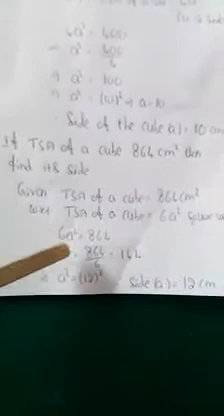 6a² = 600
a² = 600/6
a² = 100
a² = (10)² ⇒ a = 10
Side of the cube (a) = 10 cm
If TSA of a cube 864 cm² then
find its side
Given TSA of a cube = 864 cm²
TSA of a cube = 6a² square
6a² = 864
= 864/6 = 144
a² = (12)² Side (a) = 12 cm